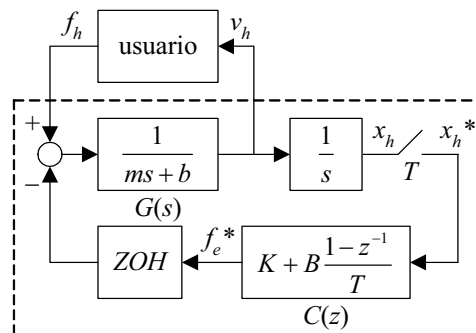 f_h usuario v_h
+
−
1 / (ms + b)
G(s)
1 / s
x_h T x_h*
ZOH
f_e*
K + B (1 − z^{-1}) / T
C(z)